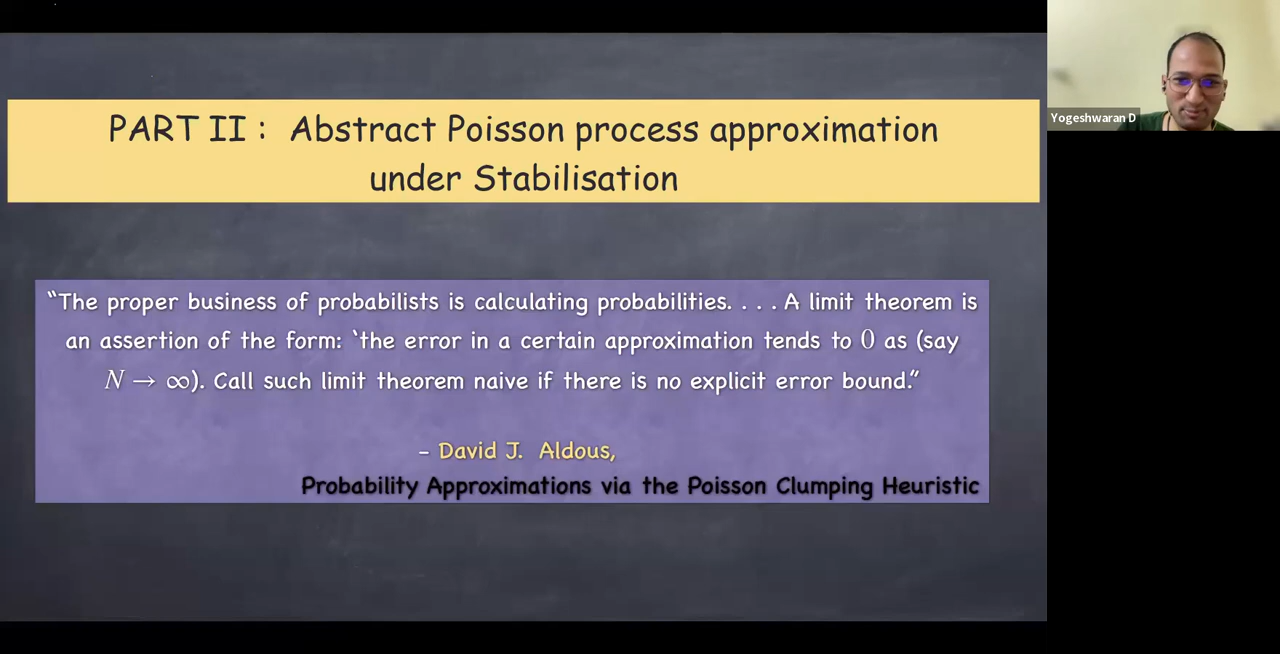 PART II : Abstract Poisson process approximation
under Stabilisation
Yogeshwaran D
“The proper business of probabilists is calculating probabilities. . . . A limit theorem is
an assertion of the form: ‘the error in a certain approximation tends to 0 as (say
N → ∞). Call such limit theorem naive if there is no explicit error bound.”
– David J. Aldous,
Probability Approximations via the Poisson Clumping Heuristic